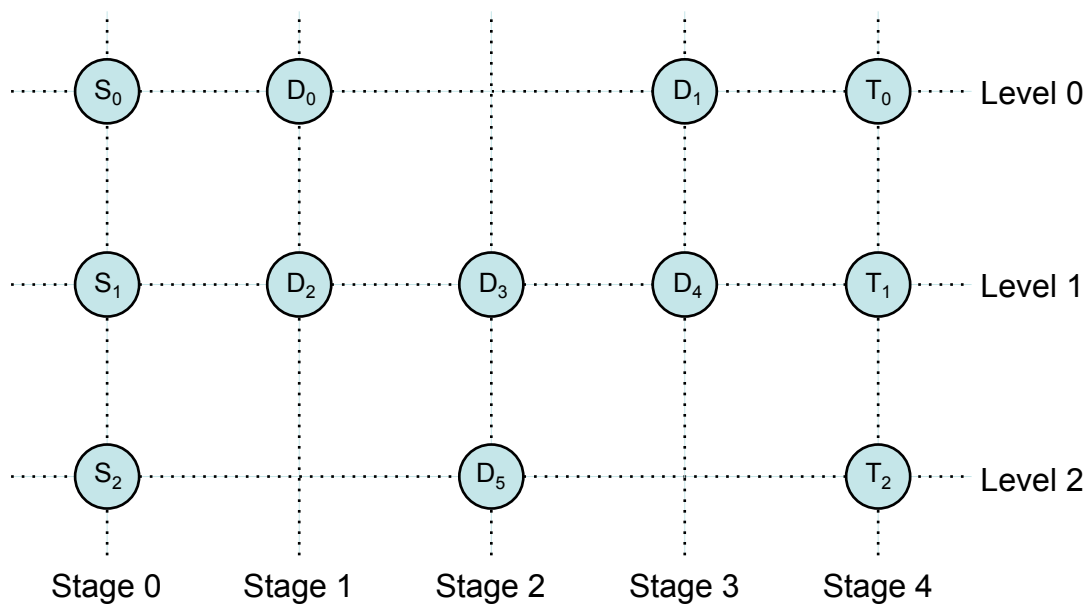 S₀ D₀ D₁ T₀ Level 0
S₁ D₂ D₃ D₄ T₁ Level 1
S₂ D₅ T₂ Level 2
Stage 0 Stage 1 Stage 2 Stage 3 Stage 4